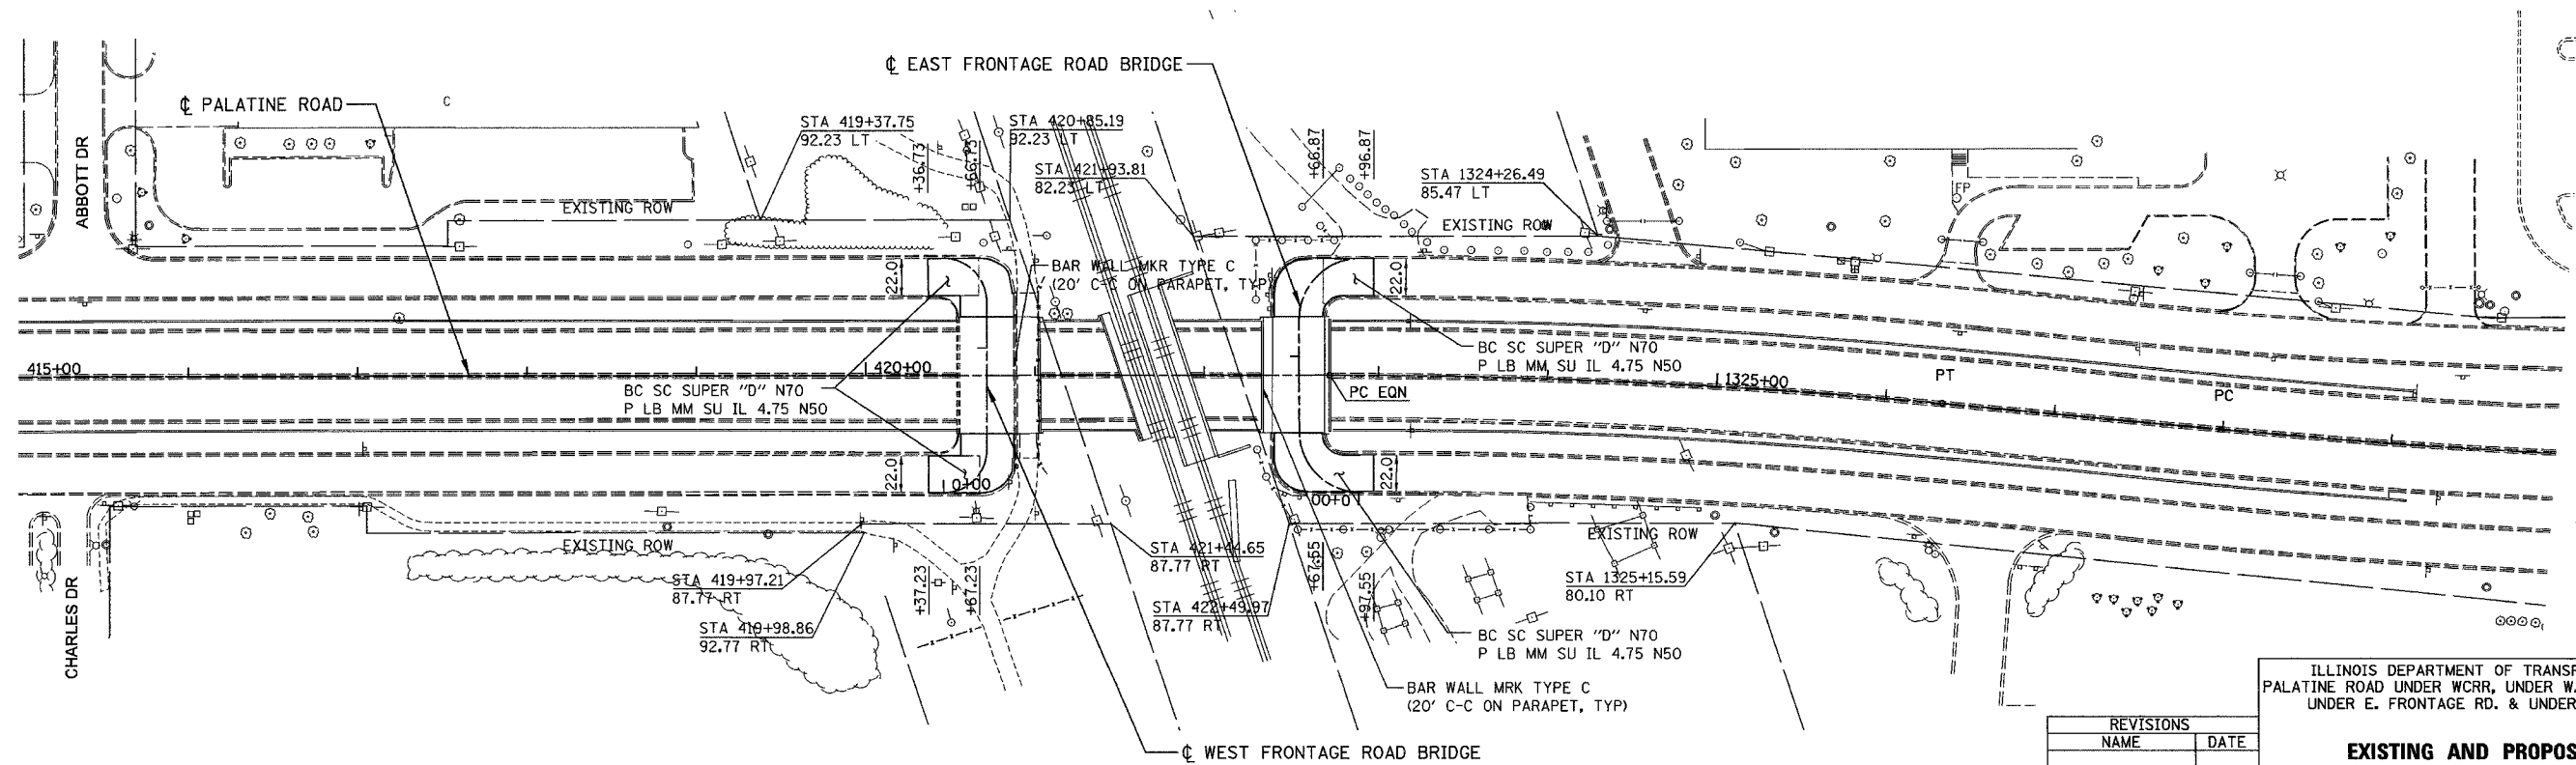 ℄ EAST FRONTAGE ROAD BRIDGE
℄ PALATINE ROAD
C
ABBOTT DR
STA 419+37.75
92.23 LT
STA 420+85.19
92.23 LT
+36.73
+66.73
STA 421+93.81
82.23 LT
+66.87
+96.87
STA 1324+26.49
85.47 LT
FP
EXISTING ROW
EXISTING ROW
22.0
BAR WALL MKR TYPE C
(20' C-C ON PARAPET, TYP)
22.0
415+00
420+00
BC SC SUPER "D" N70
P LB MM SU IL 4.75 N50
BC SC SUPER "D" N70
P LB MM SU IL 4.75 N50
PC EQN
1325+00
PT
PC
22.0
0+00
22.0
00+0
EXISTING ROW
EXISTING ROW
CHARLES DR
STA 419+97.21
87.77 RT
STA 419+98.86
92.77 RT
+37.23
+67.23
STA 421+44.65
87.77 RT
STA 422+49.97
87.77 RT
+67.55
+97.55
STA 1325+15.59
80.10 RT
BC SC SUPER "D" N70
P LB MM SU IL 4.75 N50
BAR WALL MRK TYPE C
(20' C-C ON PARAPET, TYP)
℄ WEST FRONTAGE ROAD BRIDGE
ILLINOIS DEPARTMENT OF TRANSP
PALATINE ROAD UNDER WCRR, UNDER W.
UNDER E. FRONTAGE RD. & UNDER
REVISIONS
NAME DATE
EXISTING AND PROPOS